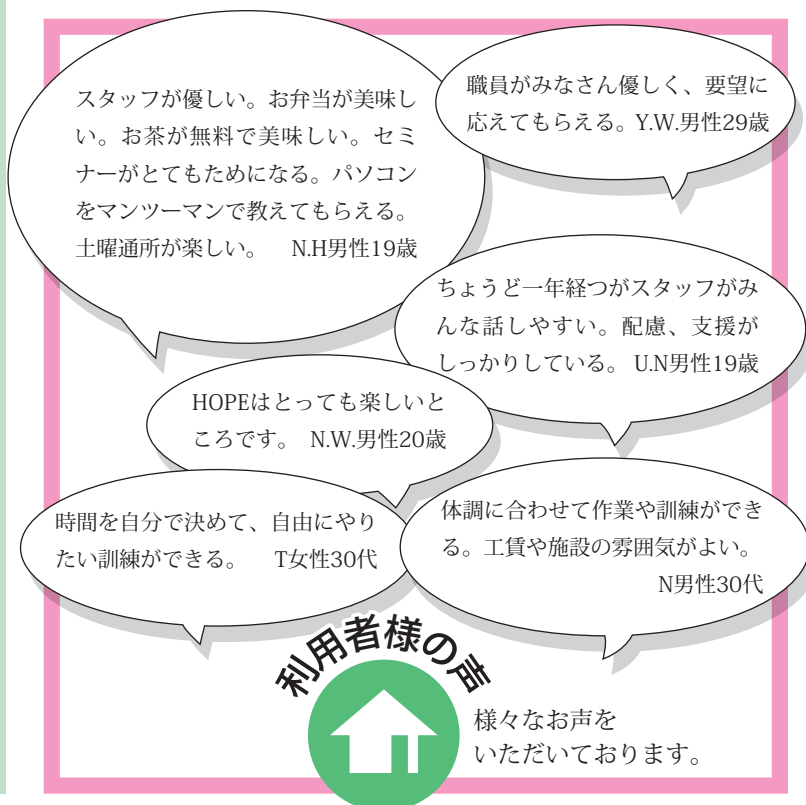 スタッフが優しい。お弁当が美味し
い。お茶が無料で美味しい。セミ
ナーがとてもためになる。パソコン
をマンツーマンで教えてもらえる。
土曜通所が楽しい。　N.H男性19歳
職員がみなさん優しく、要望に
応えてもらえる。Y.W.男性29歳
ちょうど一年経つがスタッフがみ
んな話しやすい。配慮、支援が
しっかりしている。 U.N男性19歳
HOPEはとっても楽しいと
ころです。　N.W.男性20歳
時間を自分で決めて、自由にやり
たい訓練ができる。　T女性30代
体調に合わせて作業や訓練ができ
る。工賃や施設の雰囲気がよい。
N男性30代
利用者様の声
様々なお声を
いただいております。